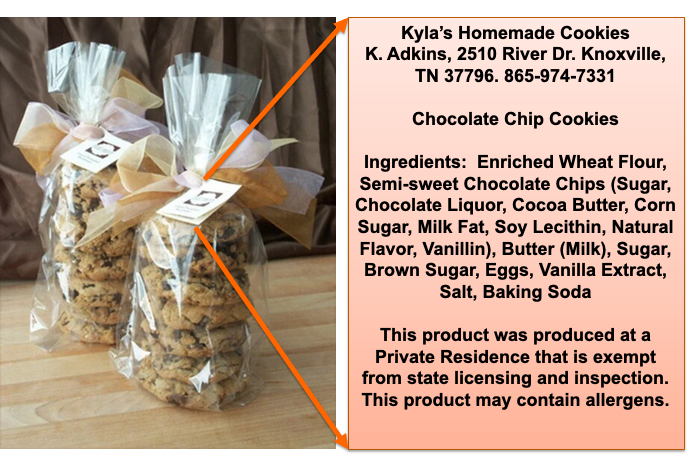 Kyla’s Homemade Cookies
K. Adkins, 2510 River Dr. Knoxville,
TN 37796. 865-974-7331
Chocolate Chip Cookies
Ingredients:  Enriched Wheat Flour,
Semi-sweet Chocolate Chips (Sugar,
Chocolate Liquor, Cocoa Butter, Corn
Sugar, Milk Fat, Soy Lecithin, Natural
Flavor, Vanillin), Butter (Milk), Sugar,
Brown Sugar, Eggs, Vanilla Extract,
Salt, Baking Soda
This product was produced at a
Private Residence that is exempt
from state licensing and inspection.
This product may contain allergens.